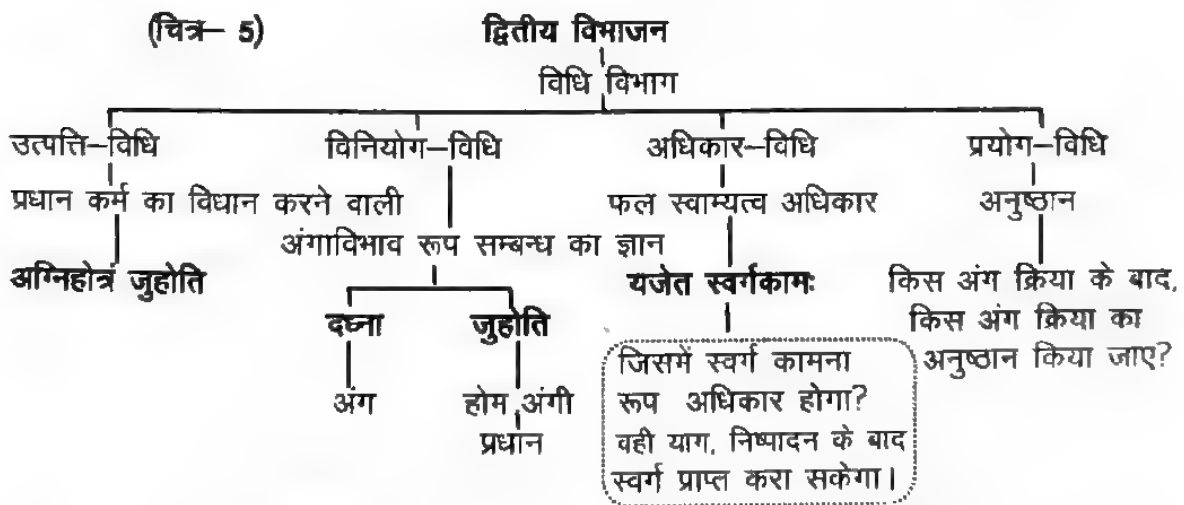 (चित्र– 5)
द्वितीय विभाजन
विधि विभाग
उत्पत्ति–विधि
विनियोग–विधि
अधिकार–विधि
प्रयोग–विधि
प्रधान कर्म का विधान करने वाली
फल स्वाम्यत्व अधिकार
अनुष्ठान
अंगाविभाव रूप सम्बन्ध का ज्ञान
अग्निहोत्रं जुहोति
यजेत स्वर्गकामः
किस अंग क्रिया के बाद,
किस अंग क्रिया का
अनुष्ठान किया जाए?
दघ्ना
जुहोति
अंग
होम अंगी
प्रधान
जिसमें स्वर्ग कामना
रूप अधिकार होगा?
वही याग, निष्पादन के बाद
स्वर्ग प्राप्त करा सकेगा।